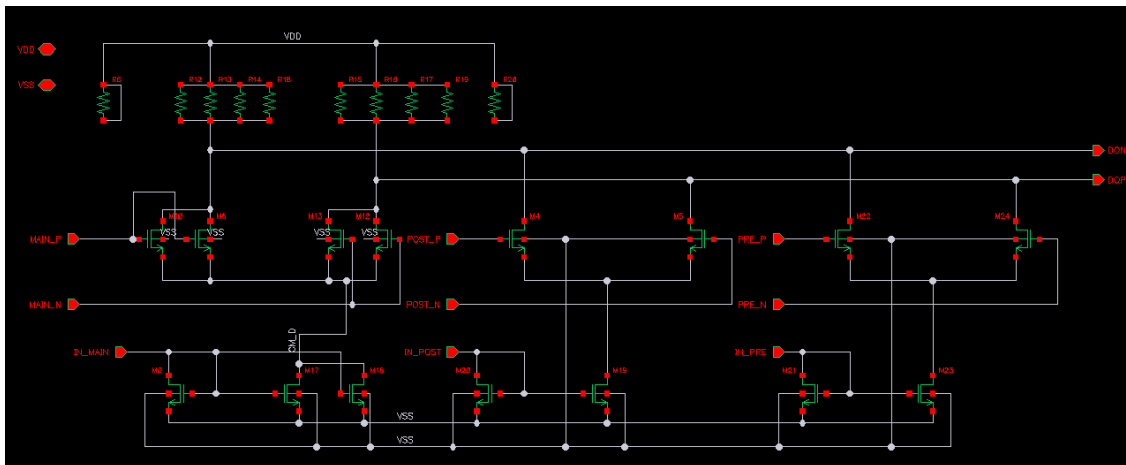 VDD
VDD
VSS
R6 R12 R13 R14 R15 R16 R17 R19 R20
DON
DOP
M6 M13 M12 M4 M5 M22 M24
MAIN_P VSS VSS VSS VSS POST_P PRE_P
MAIN_N POST_N PRE_N
CM_D
IN_MAIN IN_POST IN_PRE
M17 M18 M20 M19 M21 M23
VSS
VSS